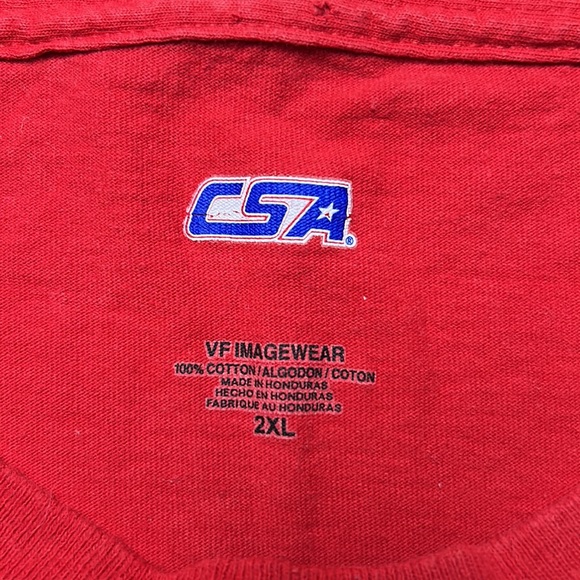 CSA®
VF IMAGEWEAR
100% COTTON/ALGODON/COTON
MADE IN HONDURAS
HECHO EN HONDURAS
FABRIQUE AU HONDURAS
2XL